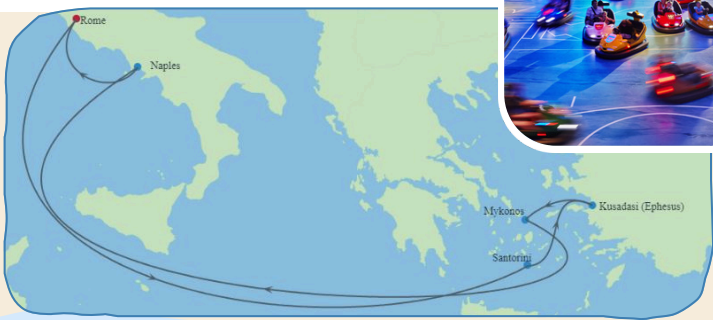 Rome
Naples
Mykonos
Kusadasi (Ephesus)
Santorini